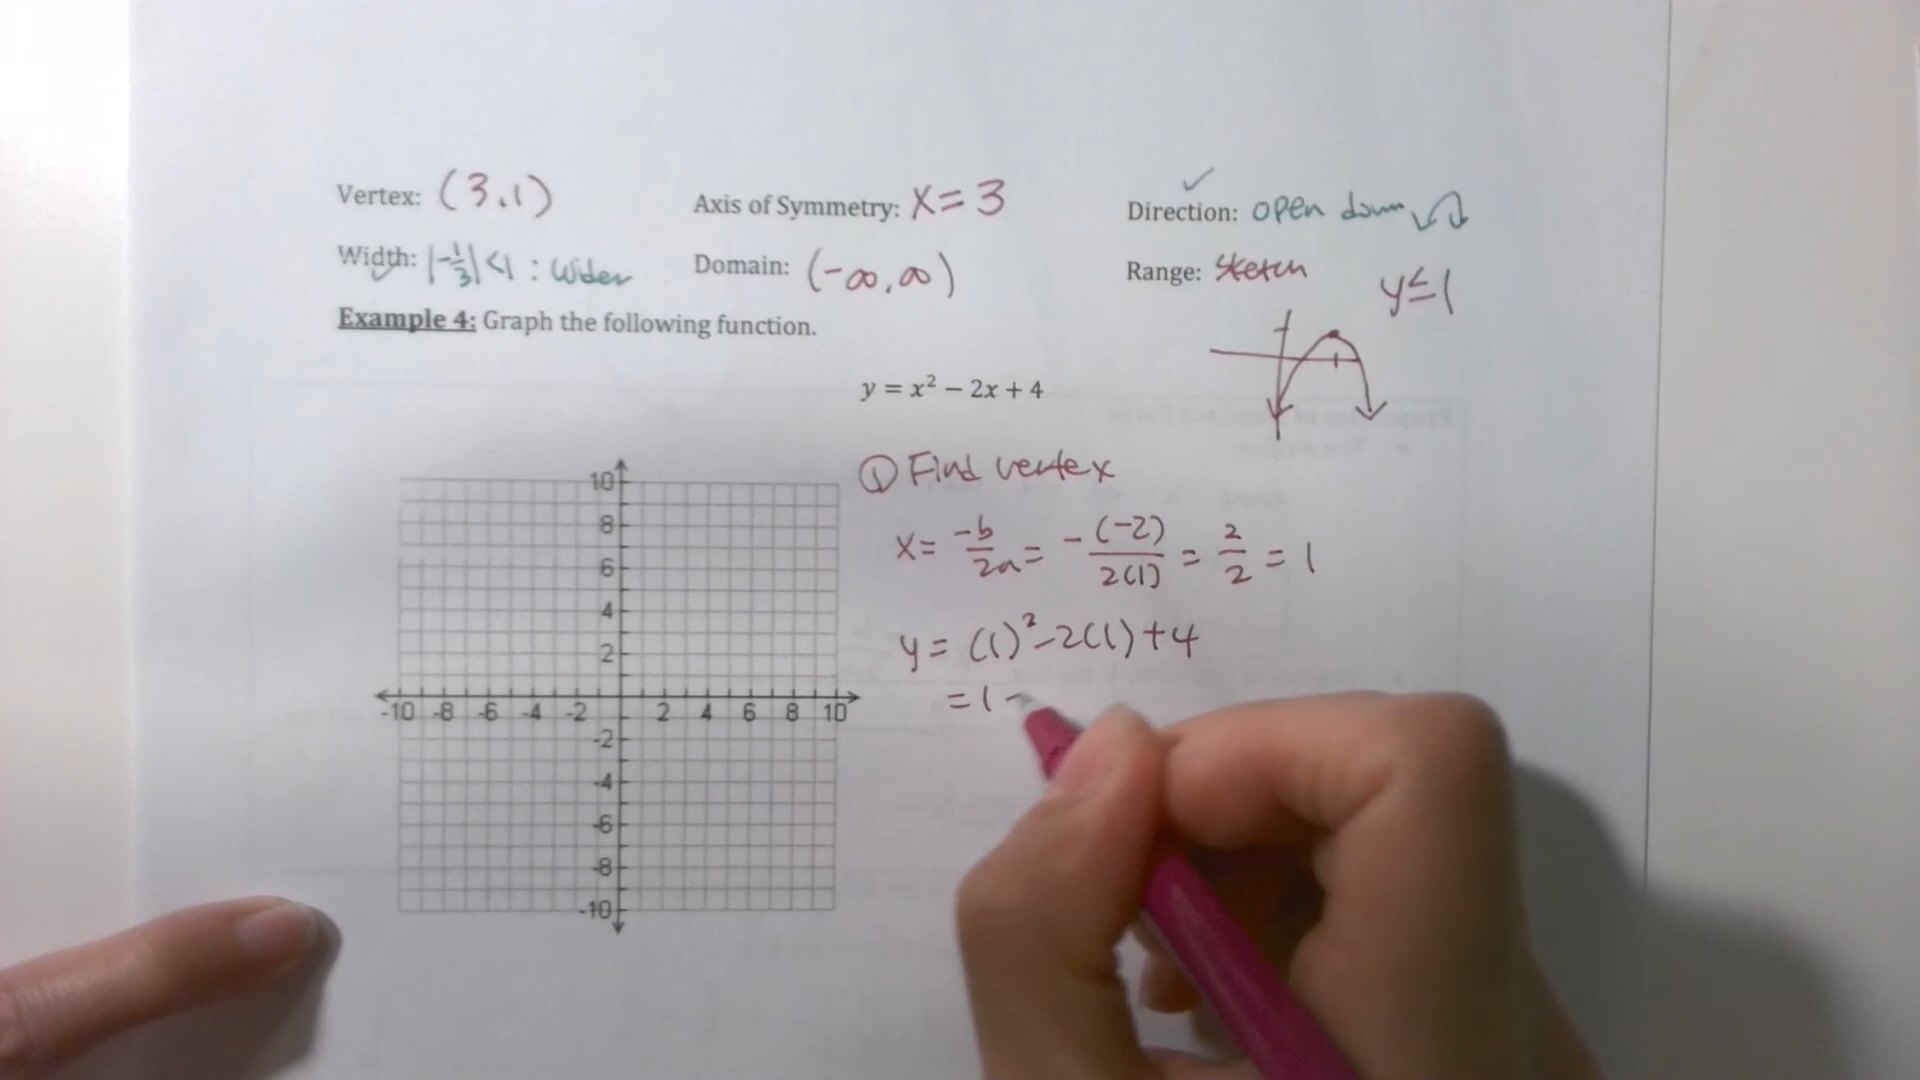 Vertex: (3,1) Axis of Symmetry: x=3 Direction: open down
Width: |-1/3|<1 : wider Domain: (-∞,∞) Range: sketch y≤1
Example 4: Graph the following function.
y = x² − 2x + 4
① Find vertex
x= -b/2a = -(-2)/2(1) = 2/2 = 1
y= (1)²-2(1)+4
=1-
10
8
6
4
2
-10 -8 -6 -4 -2 2 4 6 8 10
-2
-4
-6
-8
-10